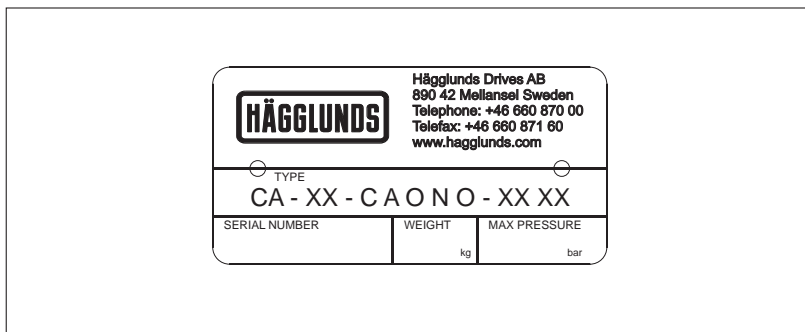 HÄGGLUNDS
Hägglunds Drives AB
890 42 Mellansel Sweden
Telephone: +46 660 870 00
Telefax: +46 660 871 60
www.hagglunds.com
TYPE
CA - XX - C A O N O - XX XX
SERIAL NUMBER WEIGHT MAX PRESSURE
kg bar